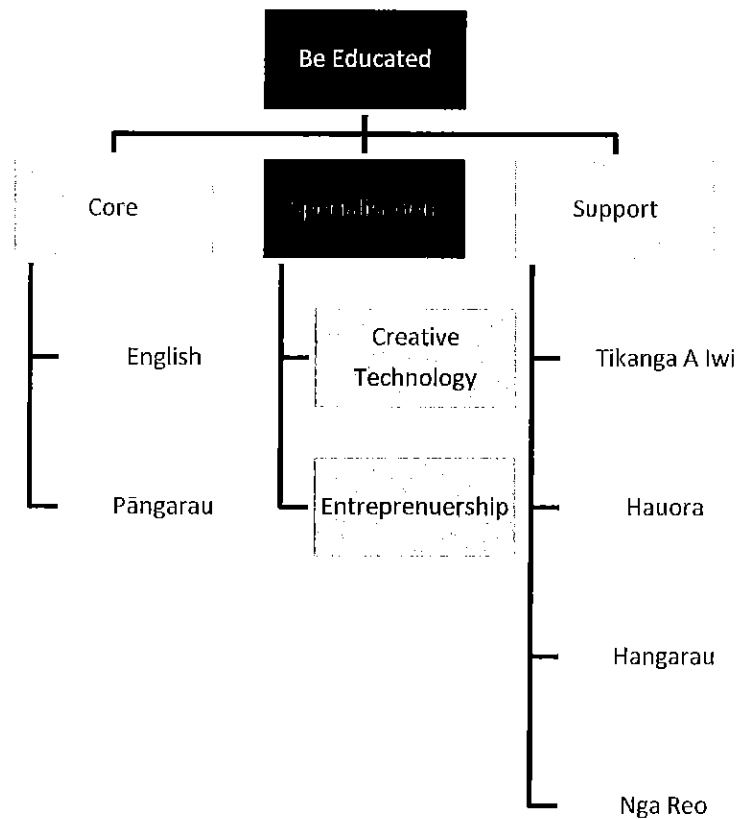 Be Educated
Core
Support
English
Creative
Technology
Tikanga A Iwi
Pāngarau
Entreprenuership
Hauora
Hangarau
Nga Reo